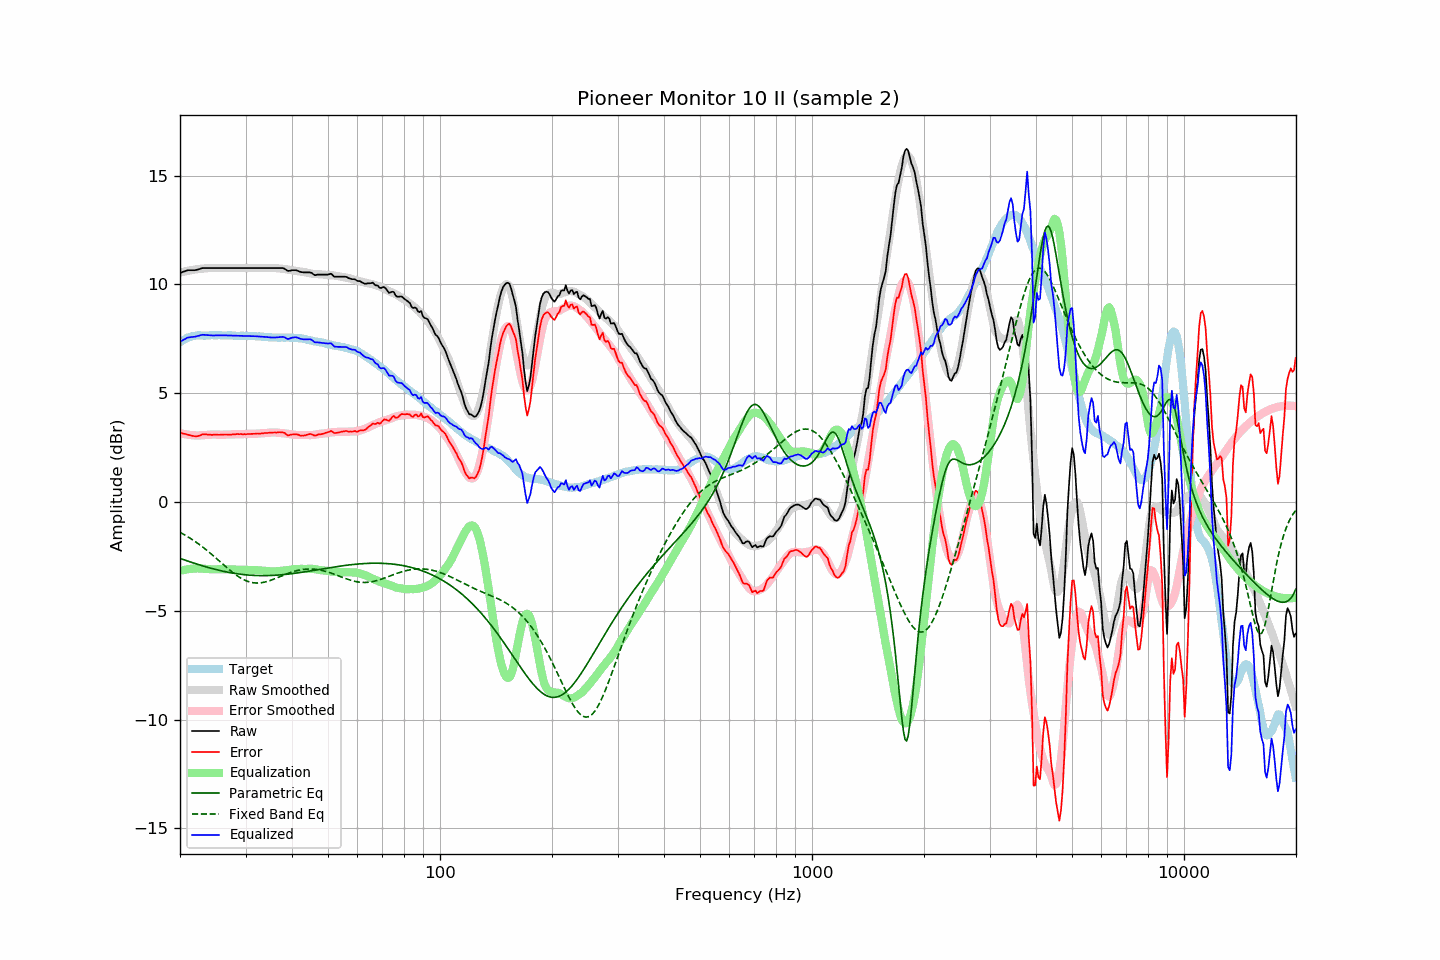 Pioneer Monitor 10 II (sample 2)
Amplitude (dBr)
15
10
5
0
−5
−10
−15
Target
Raw Smoothed
Error Smoothed
Raw
Error
Equalization
Parametric Eq
Fixed Band Eq
Equalized
100
1000
10000
Frequency (Hz)